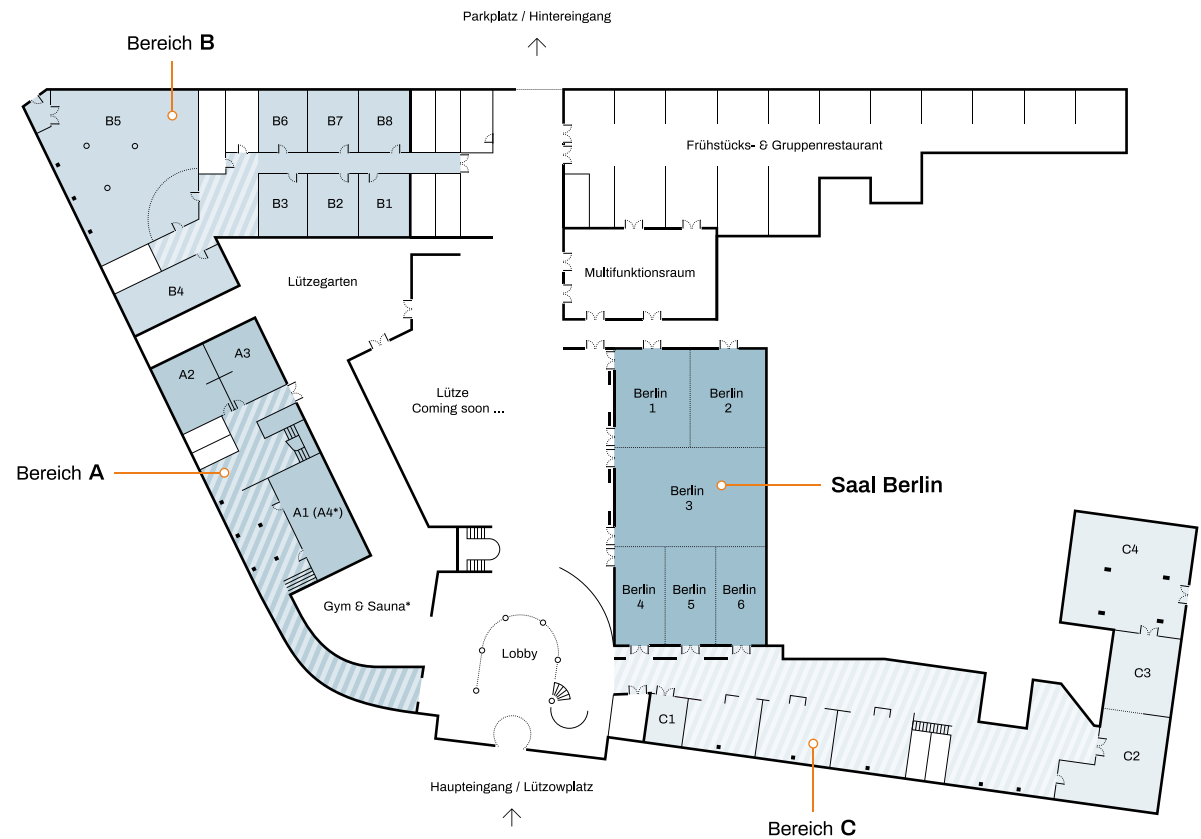 Parkplatz / Hintereingang
Bereich B
B5
B6
B7
B8
Frühstücks- & Gruppenrestaurant
B3
B2
B1
Lützegarten
Multifunktionsraum
B4
A3
A2
Lütze
Coming soon ...
Berlin
1
Berlin
2
Bereich A
Berlin
3
Saal Berlin
A1 (A4*)
C4
Berlin
4
Berlin
5
Berlin
6
Gym & Sauna*
Lobby
C3
C1
C2
Haupteingang / Lützowplatz
Bereich C